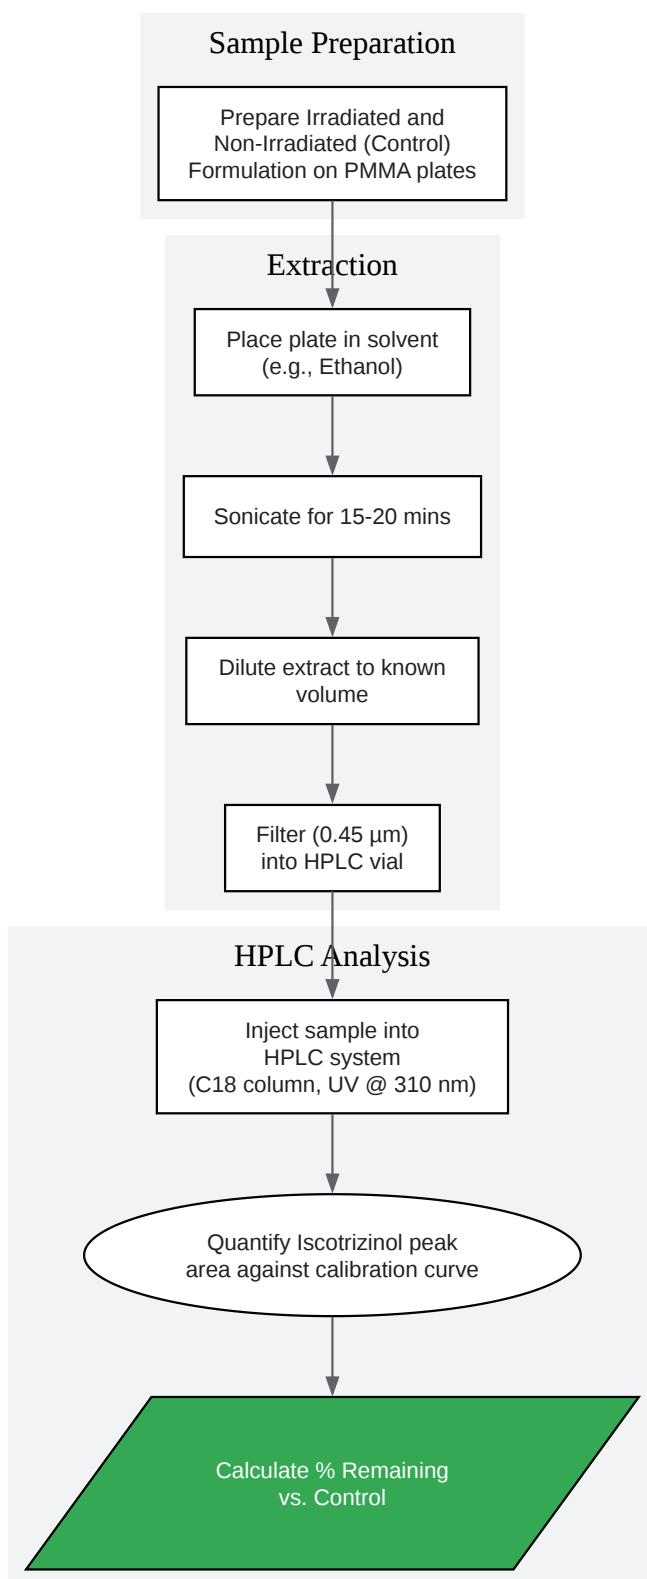 Sample Preparation
Prepare Irradiated and
Non-Irradiated (Control)
Formulation on PMMA plates
Extraction
Place plate in solvent
(e.g., Ethanol)
Sonicate for 15-20 mins
Dilute extract to known
volume
Filter (0.45 µm)
into HPLC vial
HPLC Analysis
Inject sample into
HPLC system
(C18 column, UV @ 310 nm)
Quantify Iscotrizinol peak
area against calibration curve
Calculate % Remaining
vs. Control